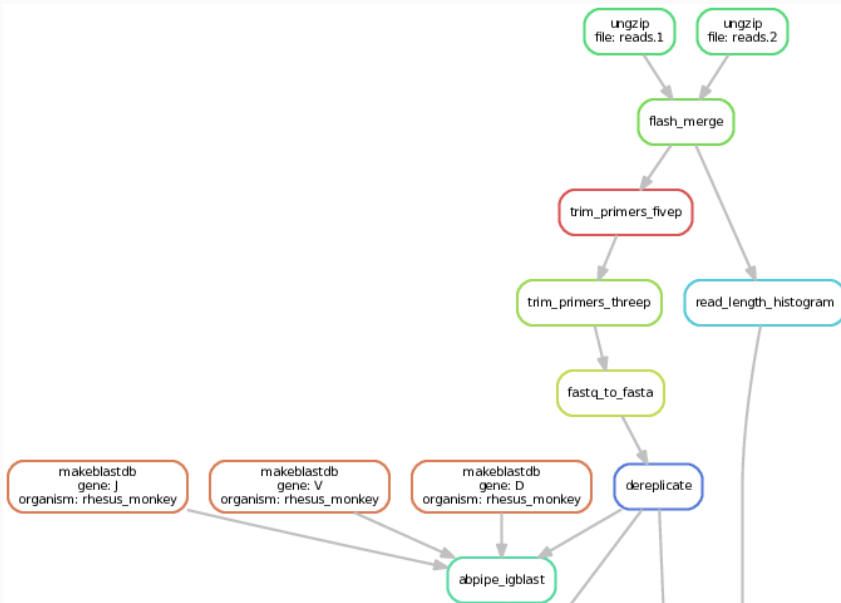 ungzip
file: reads.1
ungzip
file: reads.2
flash_merge
trim_primers_fivep
trim_primers_threep
read_length_histogram
fastq_to_fasta
makeblastdb
gene: J
organism: rhesus_monkey
makeblastdb
gene: V
organism: rhesus_monkey
makeblastdb
gene: D
organism: rhesus_monkey
dereplicate
abpipe_igblast